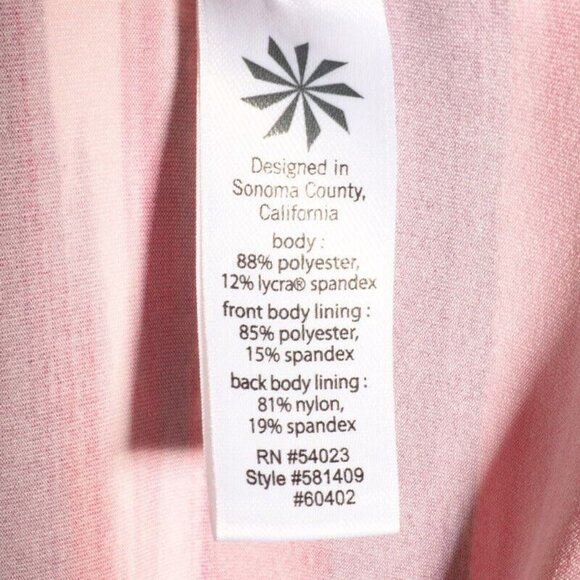 Designed in
Sonoma County,
California
body :
88% polyester,
12% lycra® spandex
front body lining :
85% polyester,
15% spandex
back body lining :
81% nylon,
19% spandex
RN #54023
Style #581409
#60402